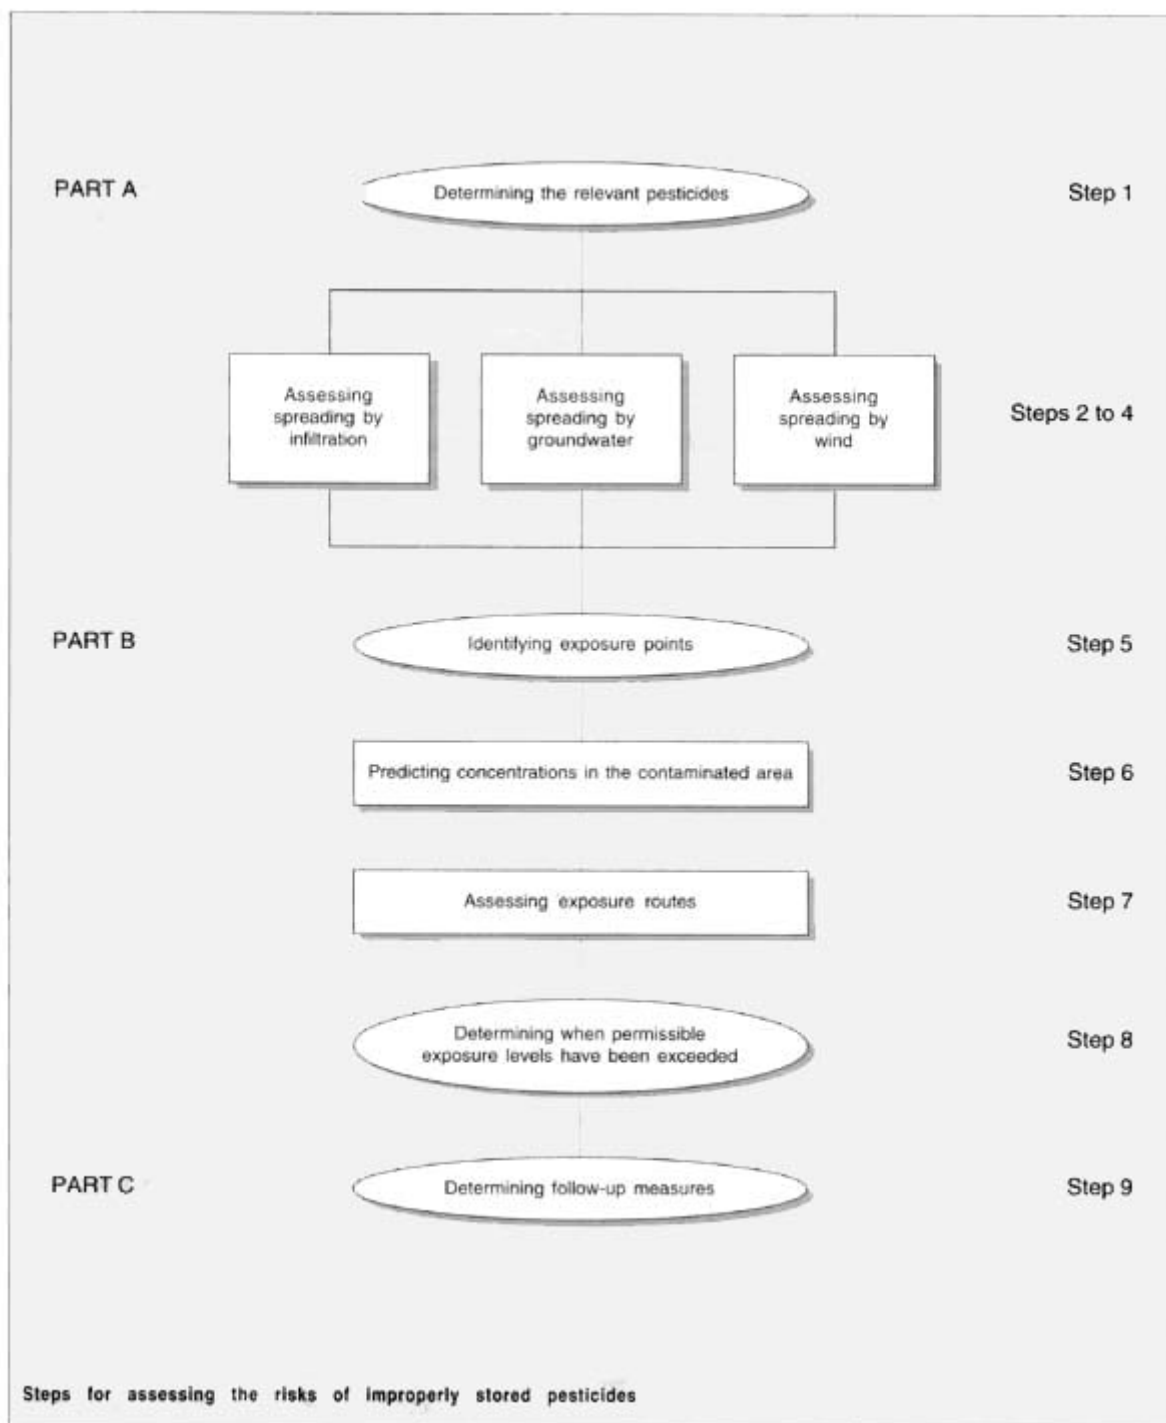 PART A
Determining the relevant pesticides
Step 1
Assessing
spreading by
infiltration
Assessing
spreading by
groundwater
Assessing
spreading by
wind
Steps 2 to 4
PART B
Identifying exposure points
Step 5
Predicting concentrations in the contaminated area
Step 6
Assessing exposure routes
Step 7
Determining when permissible
exposure levels have been exceeded
Step 8
PART C
Determining follow-up measures
Step 9
Steps for assessing the risks of improperly stored pesticides